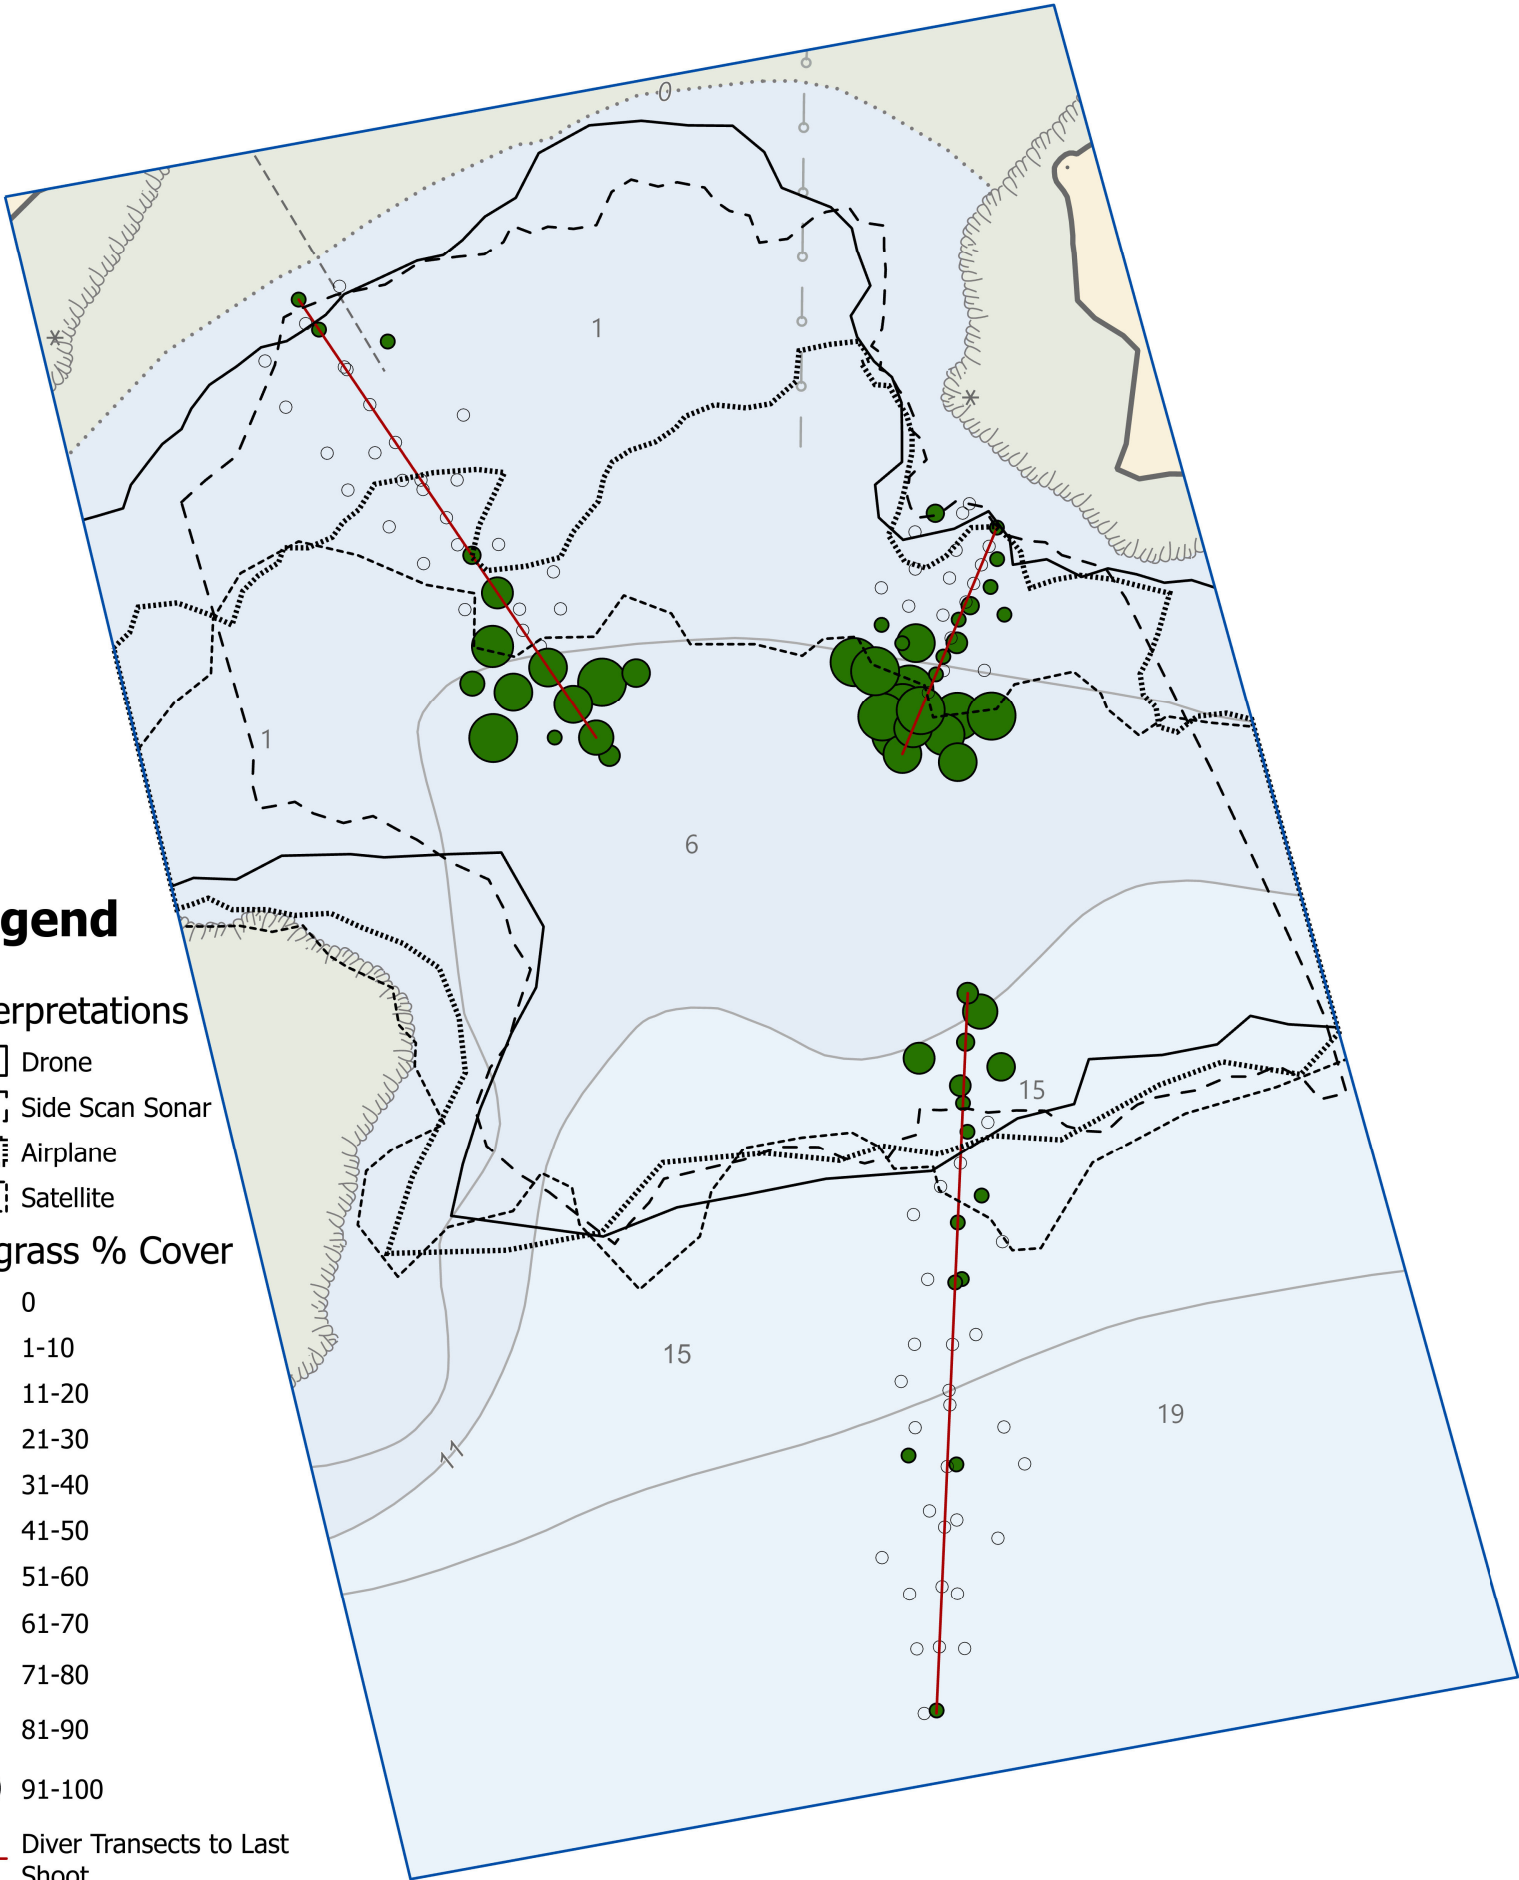 0
1
1
6
15
15
19
11
gend
erpretations
Drone
Side Scan Sonar
Airplane
Satellite
grass % Cover
0
1-10
11-20
21-30
31-40
41-50
51-60
61-70
71-80
81-90
91-100
Diver Transects to Last
Shoot